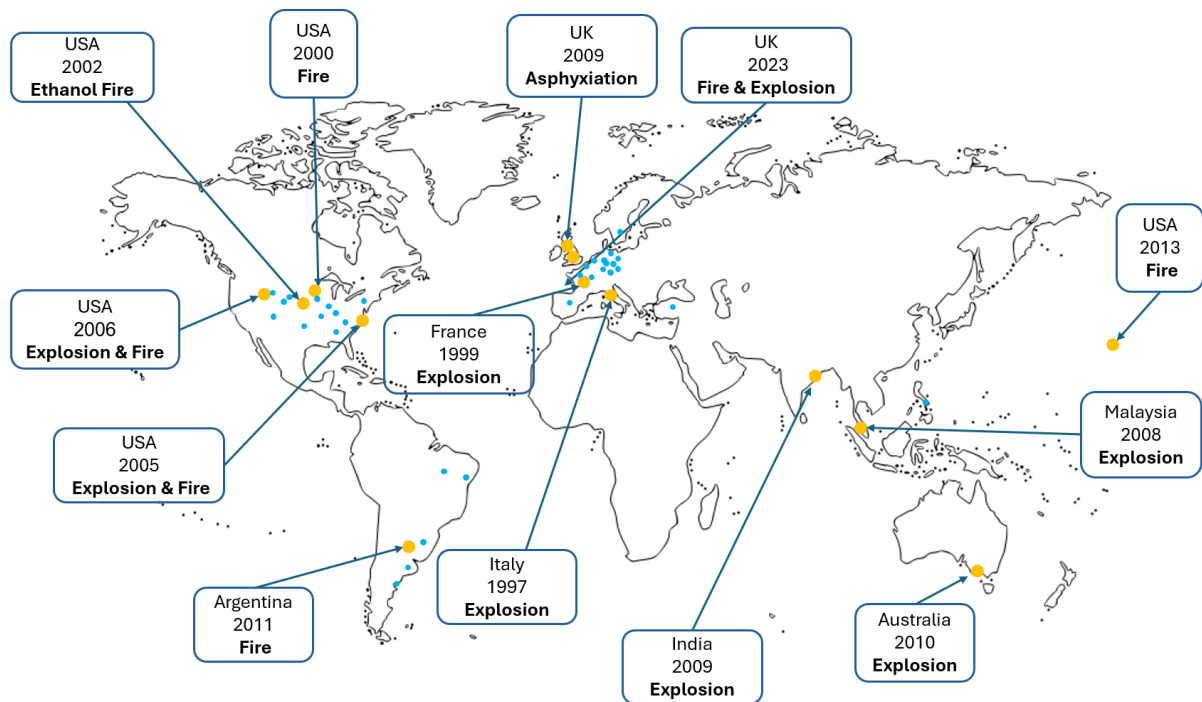 USA
2002
Ethanol Fire
USA
2000
Fire
UK
2009
Asphyxiation
UK
2023
Fire & Explosion
USA
2013
Fire
USA
2006
Explosion & Fire
France
1999
Explosion
Malaysia
2008
Explosion
USA
2005
Explosion & Fire
Italy
1997
Explosion
Argentina
2011
Fire
Australia
2010
Explosion
India
2009
Explosion